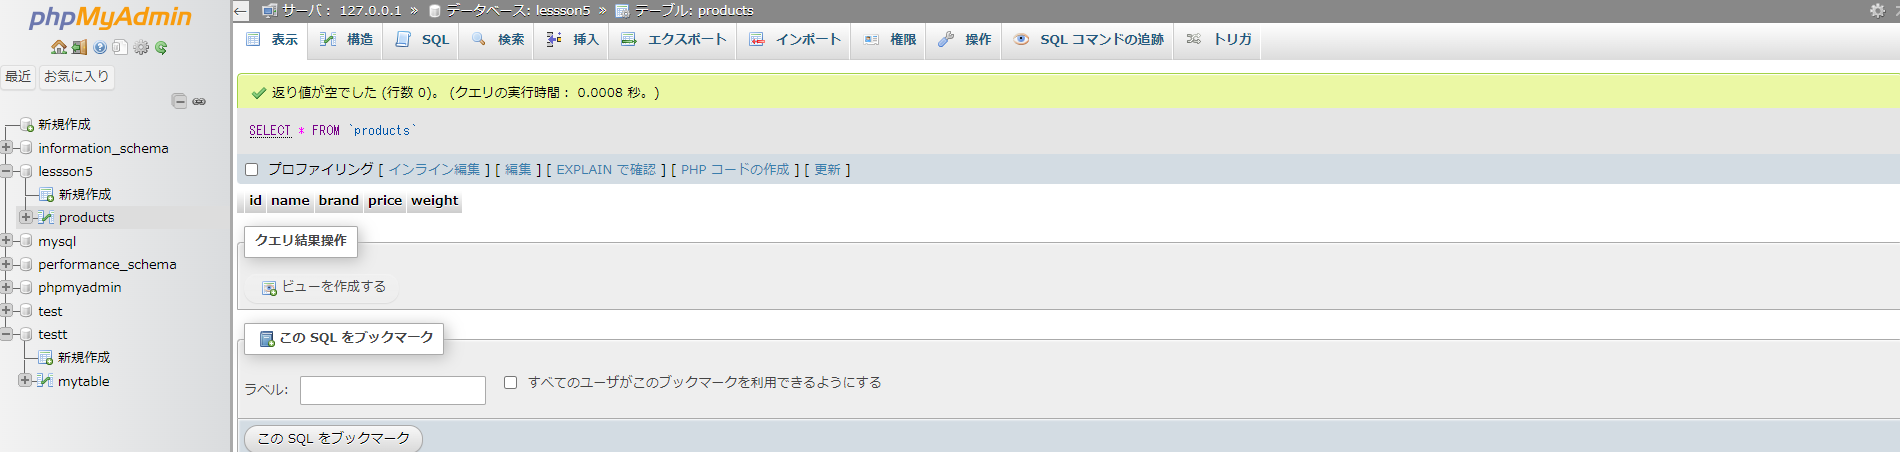 phpMyAdmin
最近 お気に入り
新規作成
information_schema
lessson5
新規作成
products
mysql
performance_schema
phpmyadmin
test
testt
新規作成
mytable
サーバ: 127.0.0.1 » データベース: lessson5 » テーブル: products
表示 構造 SQL 検索 挿入 エクスポート インポート 権限 操作 SQL コマンドの追跡 トリガ
返り値が空でした (行数 0)。 (クエリの実行時間: 0.0008 秒。)
SELECT * FROM `products`
プロファイリング [ インライン編集 ] [ 編集 ] [ EXPLAIN で確認 ] [ PHP コードの作成 ] [ 更新 ]
id name brand price weight
クエリ結果操作
ビューを作成する
この SQL をブックマーク
ラベル: すべてのユーザがこのブックマークを利用できるようにする
この SQL をブックマーク